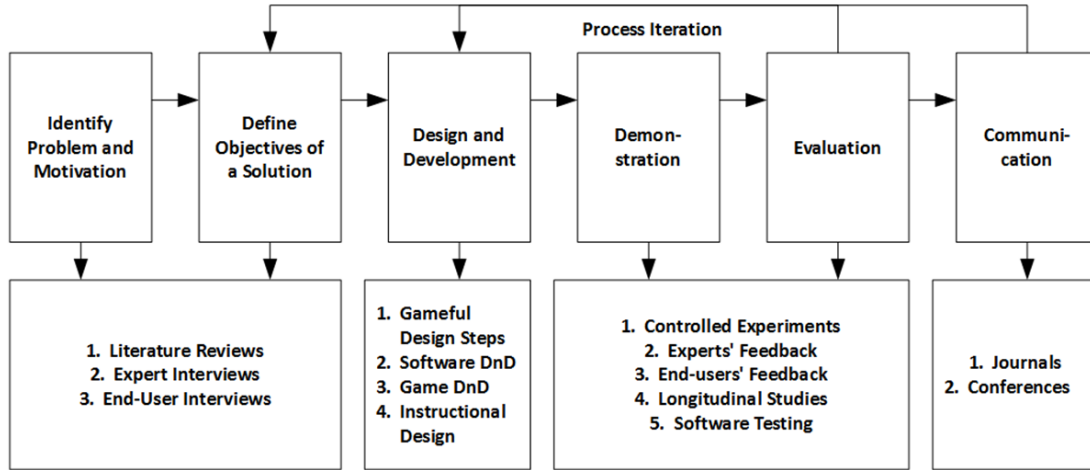 Process Iteration
Identify
Problem and
Motivation
Define
Objectives of
a Solution
Design and
Development
Demon-
stration
Evaluation
Communi-
cation
1. Literature Reviews
2. Expert Interviews
3. End-User Interviews
1. Gameful
Design Steps
2. Software DnD
3. Game DnD
4. Instructional
Design
1. Controlled Experiments
2. Experts' Feedback
3. End-users' Feedback
4. Longitudinal Studies
5. Software Testing
1. Journals
2. Conferences